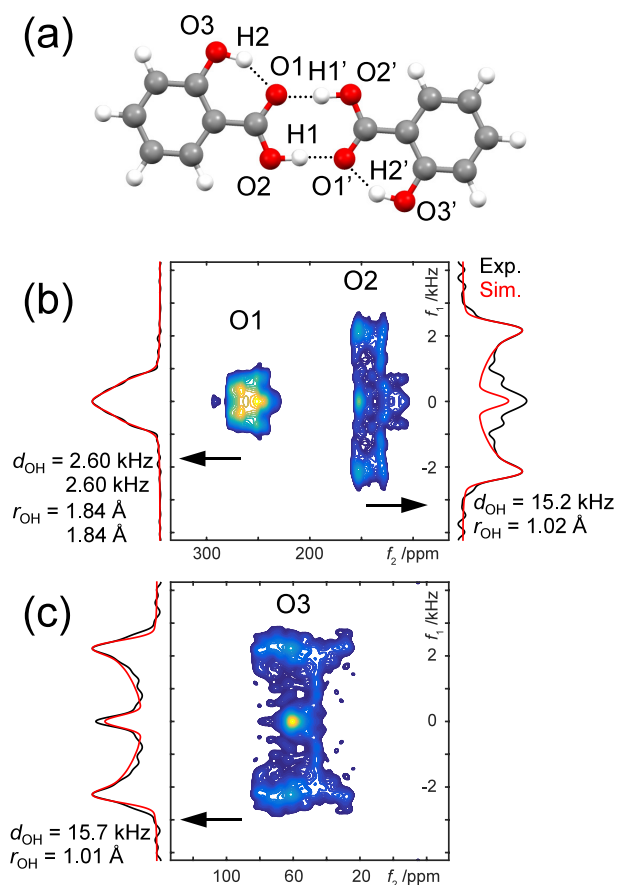 (a)
O3
H2
O1
H1'
O2'
H1
O2
O1'
H2'
O3'
(b)
O1
O2
Exp.
Sim.
f1 /kHz
2
0
-2
dOH = 2.60 kHz
2.60 kHz
rOH = 1.84 Å
1.84 Å
dOH = 15.2 kHz
rOH = 1.02 Å
300
200
f2 /ppm
(c)
O3
f1 /kHz
2
0
-2
dOH = 15.7 kHz
rOH = 1.01 Å
100
60
f2 /ppm
20